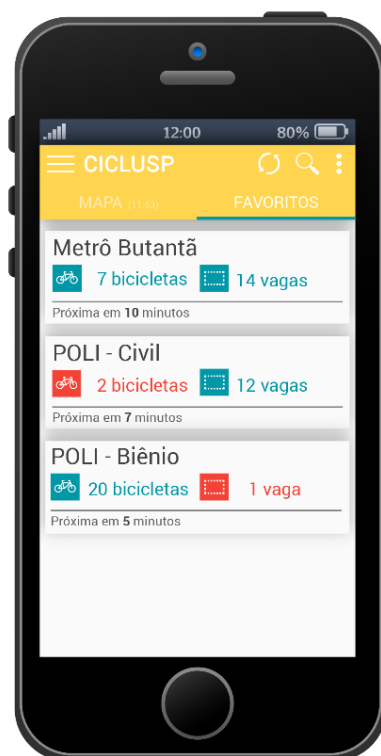 12:00 80%
CICLUSP
MAPA (11:53) FAVORITOS
Metrô Butantã
7 bicicletas 14 vagas
Próxima em 10 minutos
POLI - Civil
2 bicicletas 12 vagas
Próxima em 7 minutos
POLI - Biênio
20 bicicletas 1 vaga
Próxima em 5 minutos